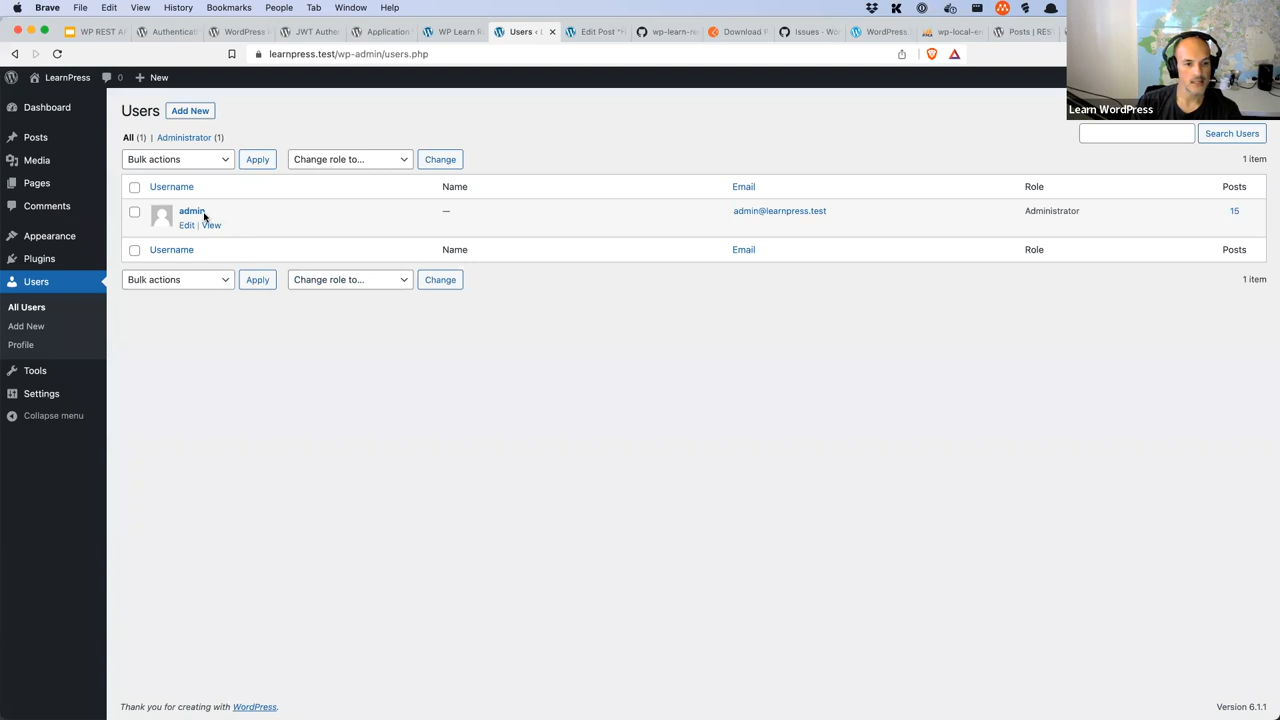 Brave File Edit View History Bookmarks People Tab Window Help
WP REST A Authenticat WordPress JWT Authe Application WP Learn R Users ‹ L Edit Post "H wp-learn-re Download P issues · Wo WordPress wp-local-en Posts | RES
learnpress.test/wp-admin/users.php
LearnPress 0 New
Learn WordPress
Dashboard
Posts
Media
Pages
Comments
Appearance
Plugins
Users
All Users
Add New
Profile
Tools
Settings
Collapse menu
Users Add New
All (1) | Administrator (1)
Search Users
Bulk actions Apply Change role to... Change 1 item
Username Name Email Role Posts
admin — admin@learnpress.test Administrator 15
Edit | View
Username Name Email Role Posts
Bulk actions Apply Change role to... Change 1 item
Thank you for creating with WordPress. Version 6.1.1